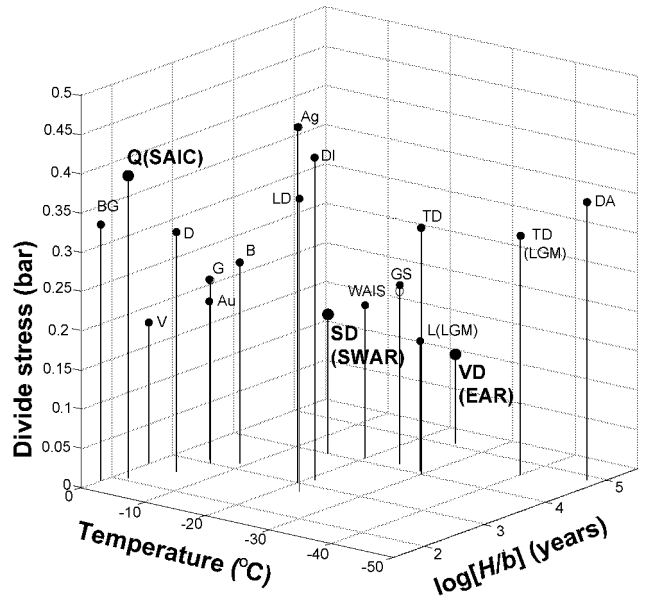 0.5
0.45
0.4
0.35
0.3
0.25
0.2
0.15
0.1
0.05
0
Divide stress (bar)
Ag
Q(SAIC)
DI
LD
BG
DA
TD
D
TD
(LGM)
B
G
GS
WAIS
Au
V
SD
(SWAR)
L(LGM)
VD
(EAR)
0
-10
-20
-30
-40
-50
Temperature (°C)
2
3
4
5
log[H/b] (years)